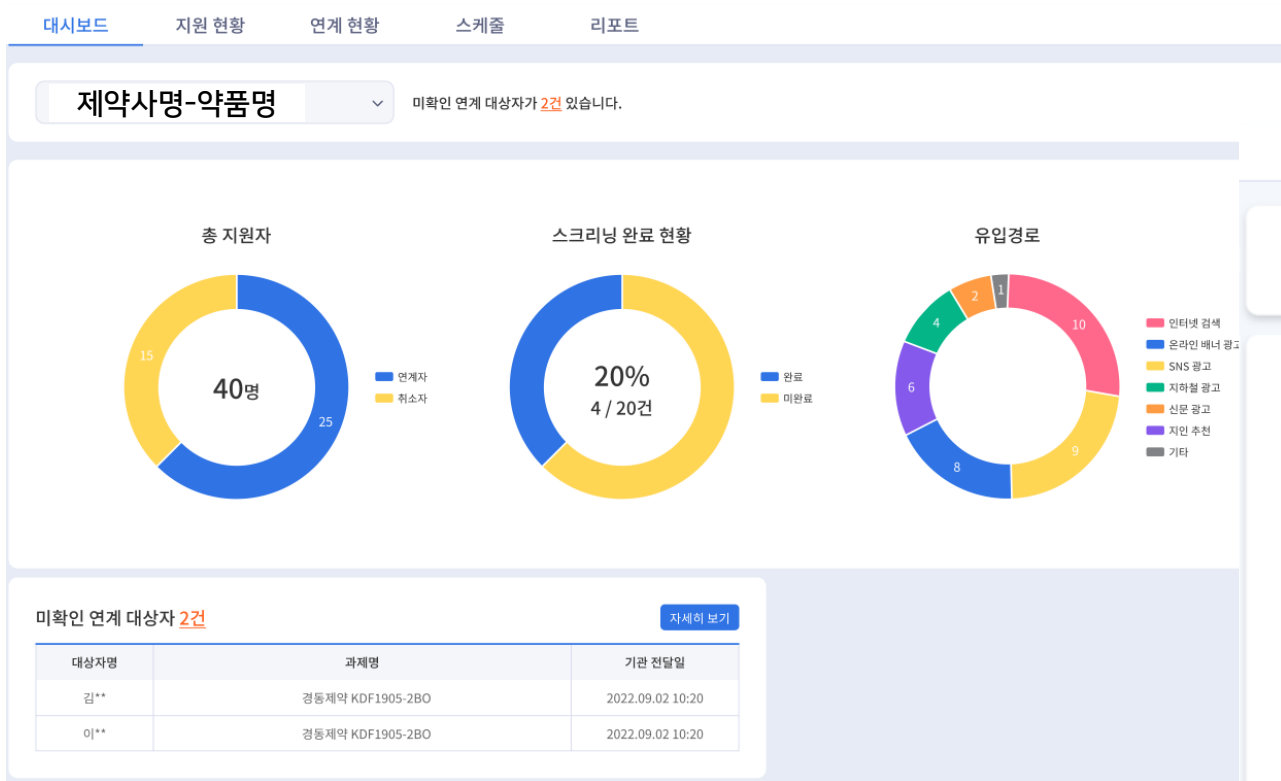 대시보드 지원 현황 연계 현황 스케줄 리포트
제약사명-약품명 미확인 연계 대상자가 2건 있습니다.
총 지원자
15
25
40명
연계자
취소자
스크리닝 완료 현황
20%
4 / 20건
완료
미완료
유입경로
1
2
4
6
8
9
10
인터넷 검색
온라인 배너 광고
SNS 광고
지하철 광고
신문 광고
지인 추천
기타
미확인 연계 대상자 2건 자세히 보기
대상자명 과제명 기관 전달일
김** 경동제약 KDF1905-2BO 2022.09.02 10:20
이** 경동제약 KDF1905-2BO 2022.09.02 10:20